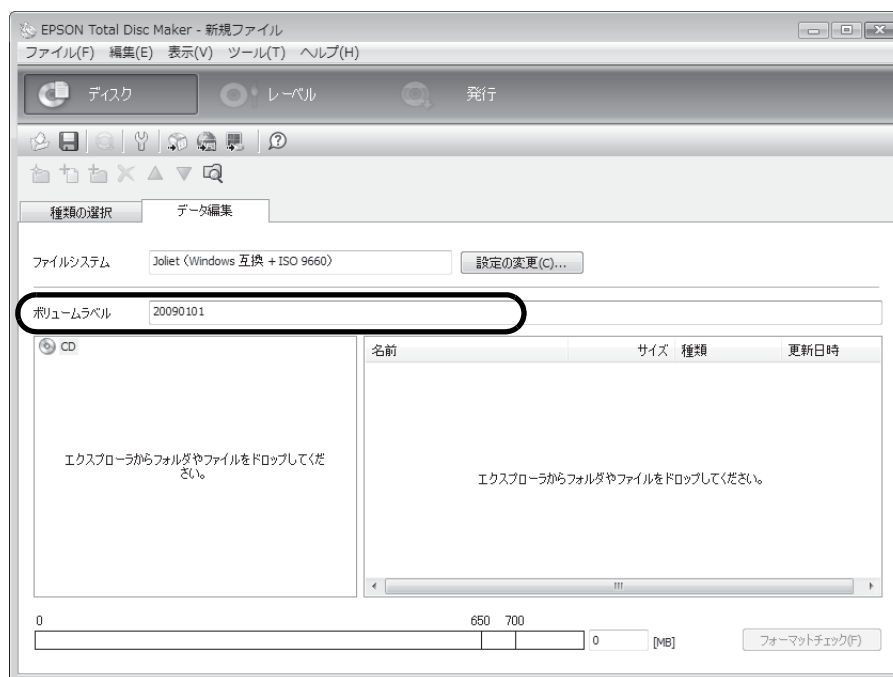 EPSON Total Disc Maker - 新規ファイル
ファイル(F) 編集(E) 表示(V) ツール(T) ヘルプ(H)
ディスク レーベル 発行
種類の選択 データ編集
ファイルシステム Joliet (Windows 互換 + ISO 9660) 設定の変更(C)...
ボリュームラベル 20090101
CD
名前 サイズ 種類 更新日時
エクスプローラからフォルダやファイルをドロップしてくだ
さい。
エクスプローラからフォルダやファイルをドロップしてください。
0 650 700
0 [MB] フォーマットチェック(F)